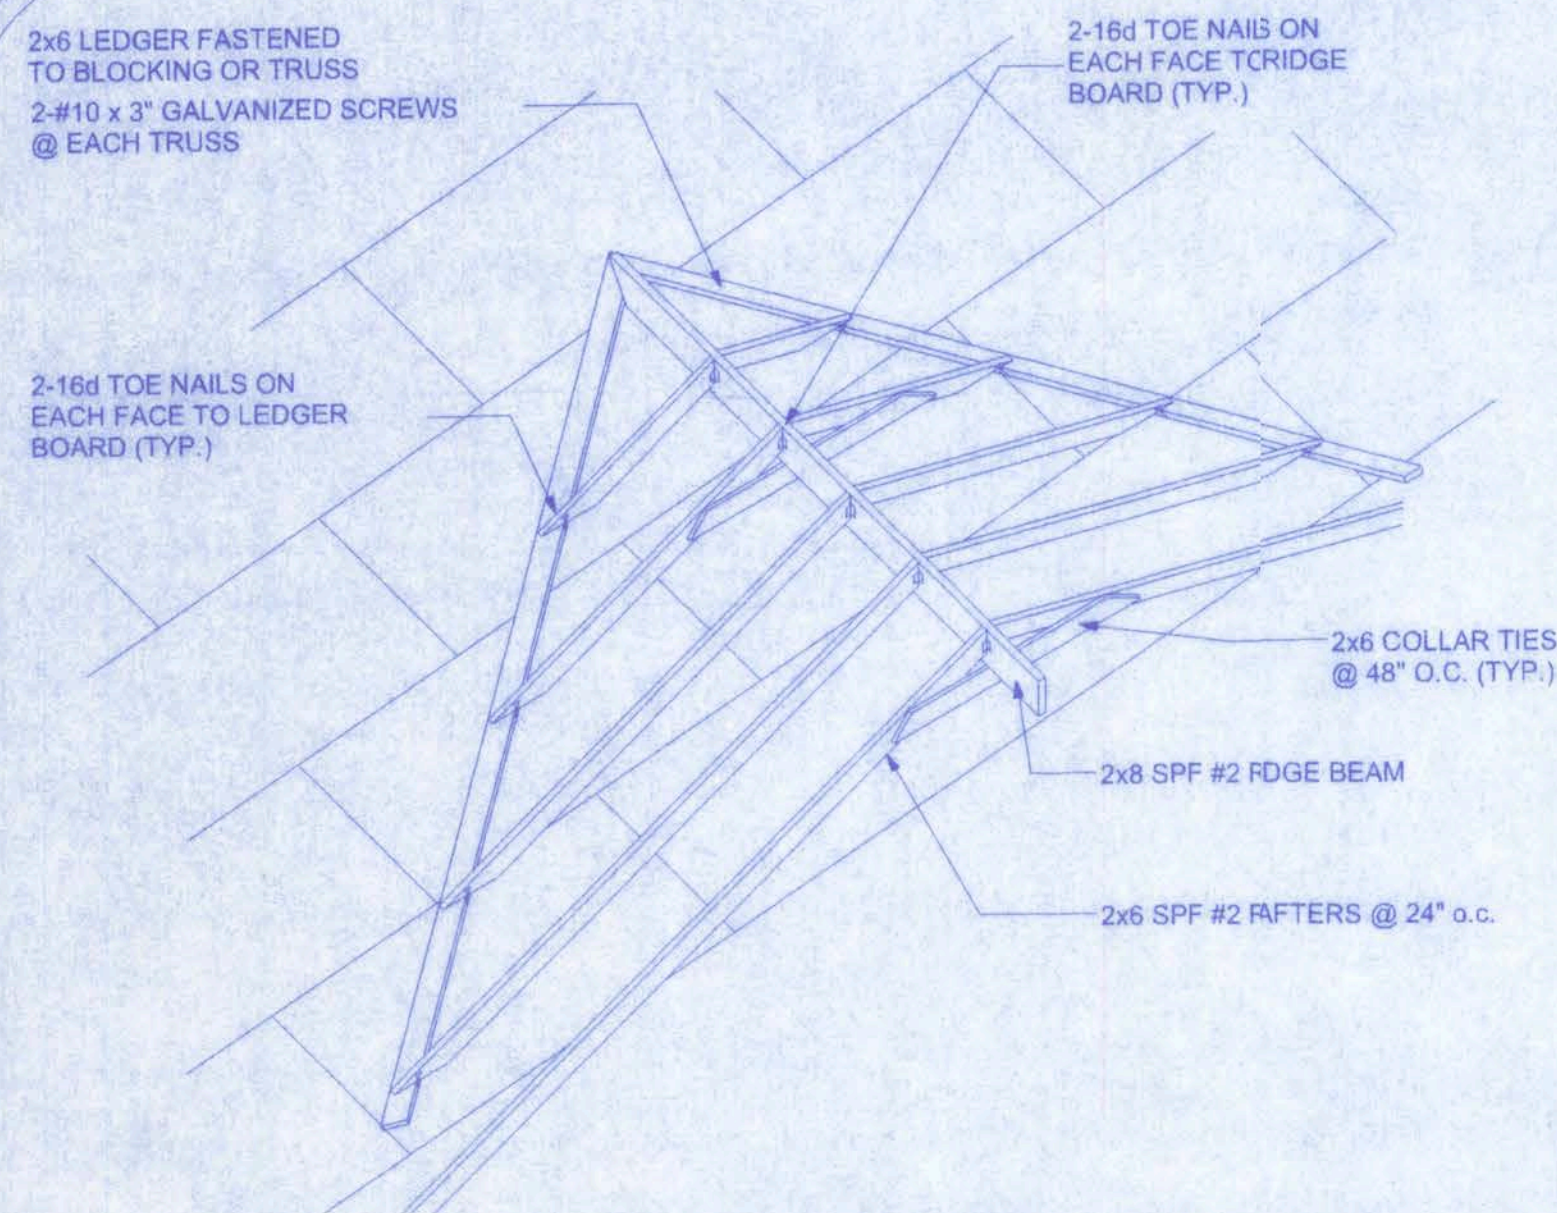 2x6 LEDGER FASTENED
TO BLOCKING OR TRUSS
2-#10 x 3" GALVANIZED SCREWS
@ EACH TRUSS
2-16d TOE NAILS ON
EACH FACE TO RIDGE
BOARD (TYP.)
2-16d TOE NAILS ON
EACH FACE TO LEDGER
BOARD (TYP.)
2x6 COLLAR TIES
@ 48" O.C. (TYP.)
2x8 SPF #2 RDGE BEAM
2x6 SPF #2 RAFTERS @ 24" o.c.